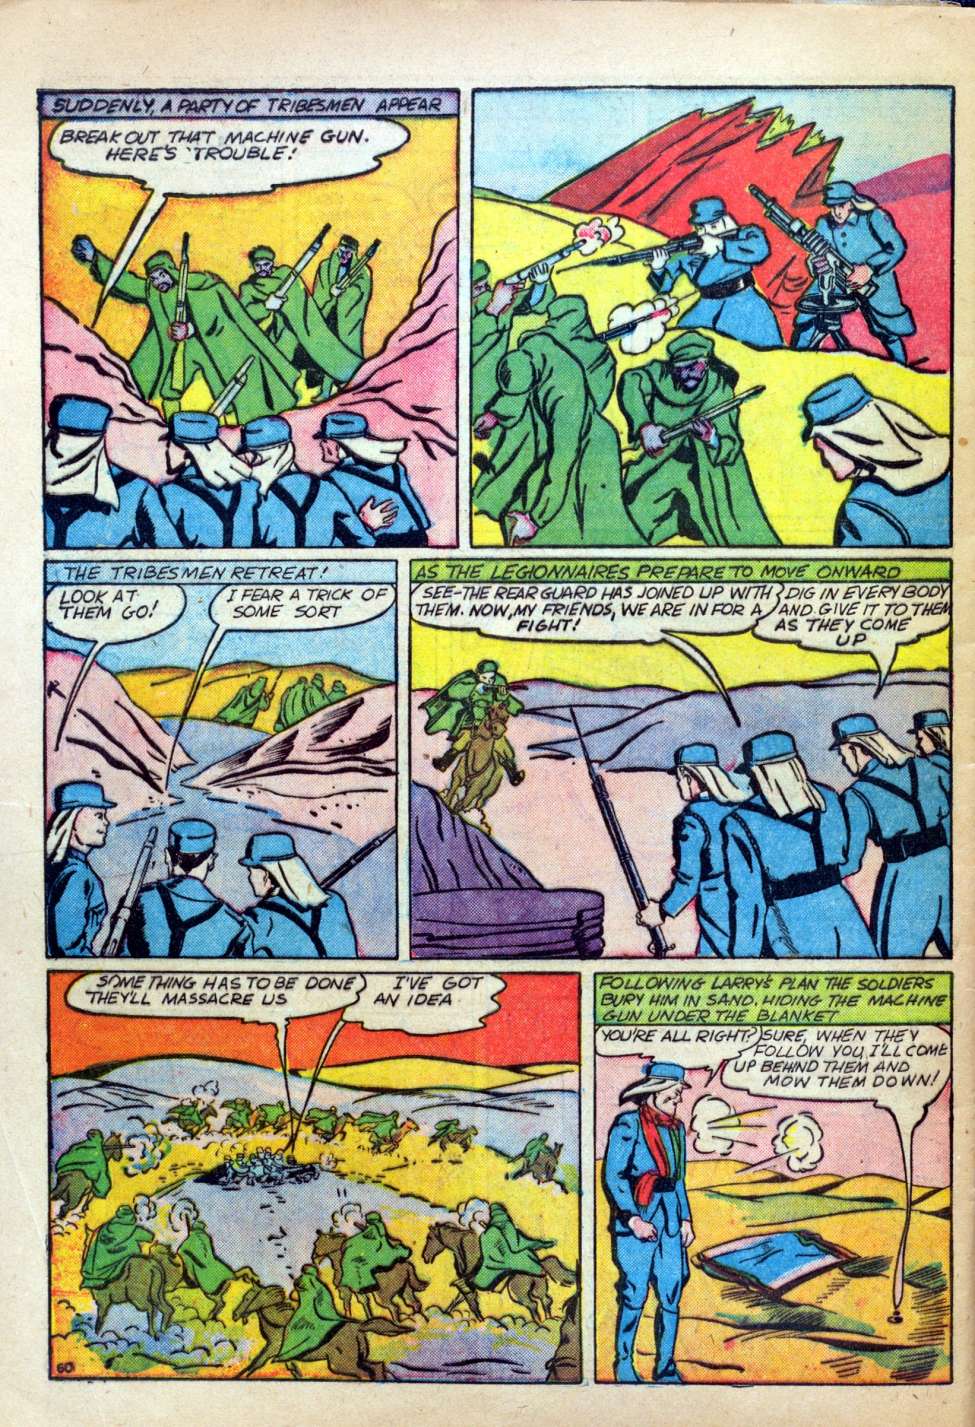 SUDDENLY, A PARTY OF TRIBESMEN APPEAR
BREAK OUT THAT MACHINE GUN.
HERE'S TROUBLE!
THE TRIBESMEN RETREAT!
LOOK AT
THEM GO!
I FEAR A TRICK OF
SOME SORT
AS THE LEGIONNAIRES PREPARE TO MOVE ONWARD
SEE-THE REAR GUARD HAS JOINED UP WITH
THEM. NOW, MY FRIENDS, WE ARE IN FOR A
FIGHT!
DIG IN EVERY BODY
AND GIVE IT TO THEM
AS THEY COME
UP
SOMETHING HAS TO BE DONE
THEY'LL MASSACRE US
I'VE GOT
AN IDEA
60
FOLLOWING LARRY'S PLAN THE SOLDIERS
BURY HIM IN SAND, HIDING THE MACHINE
GUN UNDER THE BLANKET
YOU'RE ALL RIGHT?
SURE, WHEN THEY
FOLLOW YOU, I'LL COME
UP BEHIND THEM AND
MOW THEM DOWN!